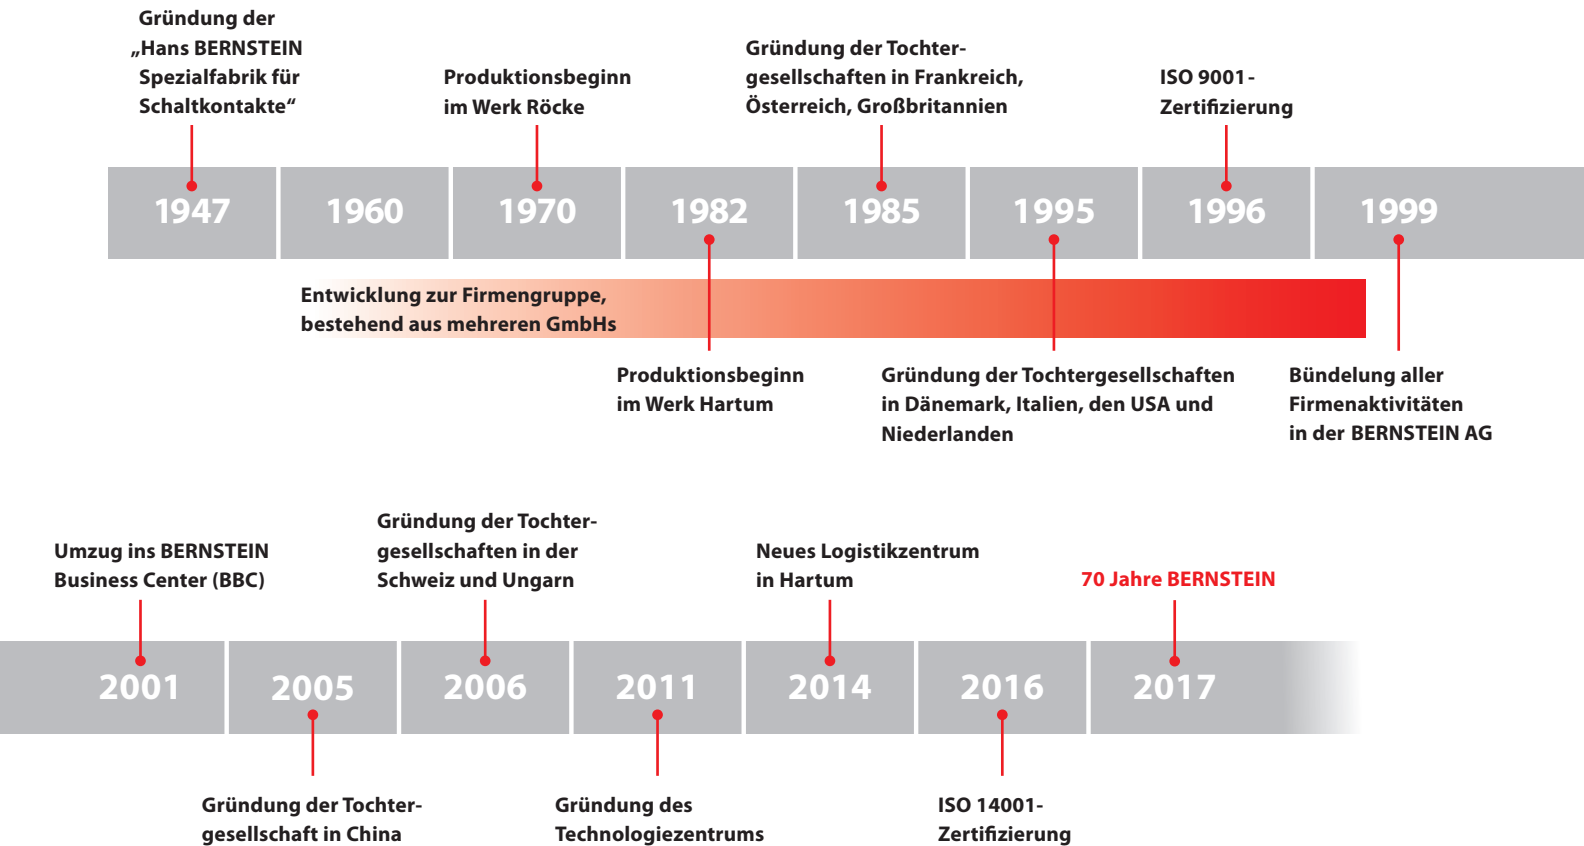 Gründung der
„Hans BERNSTEIN
Spezialfabrik für
Schaltkontakte“
Produktionsbeginn
im Werk Röcke
Gründung der Tochter-
gesellschaften in Frankreich,
Österreich, Großbritannien
ISO 9001-
Zertifizierung
1947 1960 1970 1982 1985 1995 1996 1999
Entwicklung zur Firmengruppe,
bestehend aus mehreren GmbHs
Produktionsbeginn
im Werk Hartum
Gründung der Tochtergesellschaften
in Dänemark, Italien, den USA und
Niederlanden
Bündelung aller
Firmenaktivitäten
in der BERNSTEIN AG
Umzug ins BERNSTEIN
Business Center (BBC)
Gründung der Tochter-
gesellschaften in der
Schweiz und Ungarn
Neues Logistikzentrum
in Hartum
70 Jahre BERNSTEIN
2001 2005 2006 2011 2014 2016 2017
Gründung der Tochter-
gesellschaft in China
Gründung des
Technologiezentrums
ISO 14001-
Zertifizierung